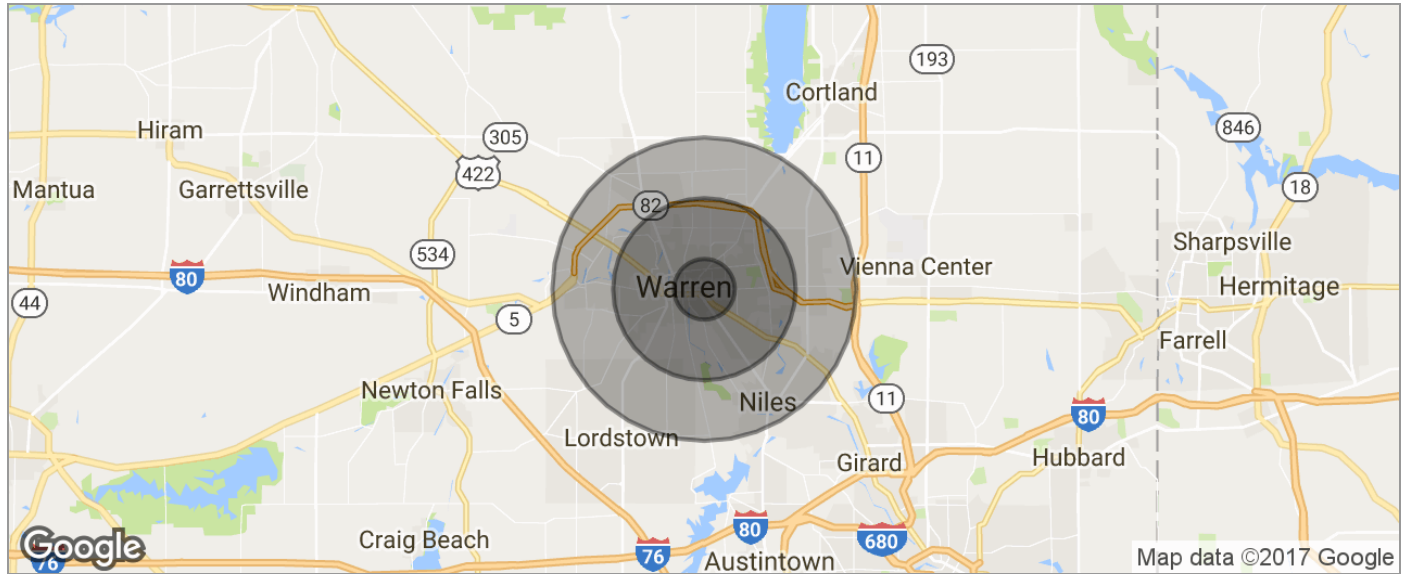 193
Cortland
846
Hiram
305
11
422
Mantua
Garrettsville
18
82
Sharpsville
534
Vienna Center
80
Warren
Hermitage
Windham
44
5
Farrell
Newton Falls
11
Niles
80
Lordstown
Girard
Hubbard
80
Craig Beach
680
Google
76
76
Austintown
Map data ©2017 Google